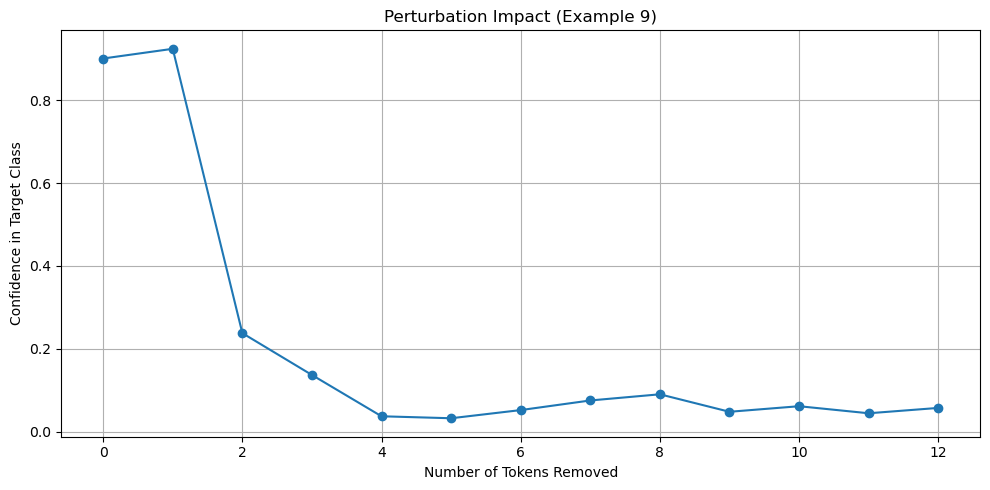 Perturbation Impact (Example 9)
Confidence in Target Class
0.8
0.6
0.4
0.2
0.0
0 2 4 6 8 10 12
Number of Tokens Removed